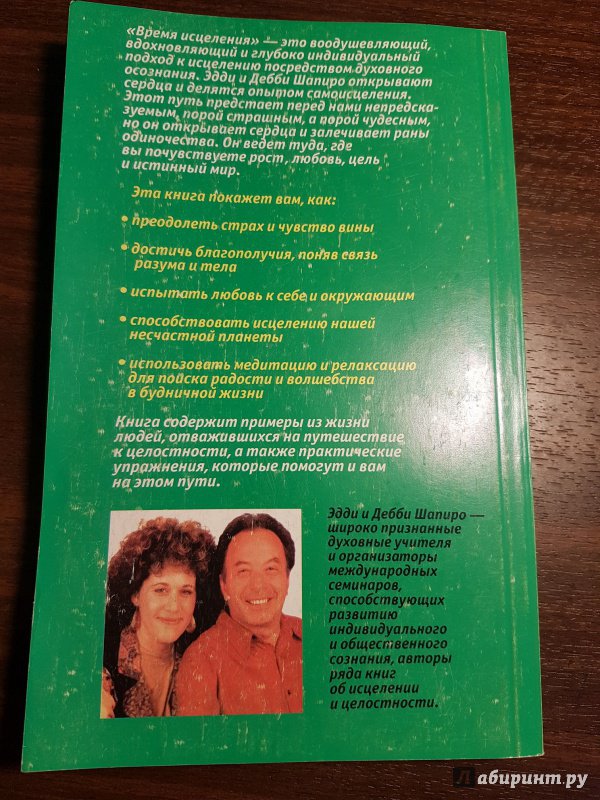 «Время исцеления» — это воодушевляющий,
вдохновляющий и глубоко индивидуальный
подход к исцелению посредством духовного
осознания. Эдди и Дебби Шапиро открывают
сердца и делятся опытом самоисцеления.
Этот путь предстает перед нами непредска-
зуемым, порой страшным, а порой чудесным,
но он открывает сердца и залечивает раны
одиночества. Он ведет туда, где
вы почувствуете рост, любовь, цель
и истинный мир.
Эта книга покажет вам, как:
• преодолеть страх и чувство вины
• достичь благополучия, поняв связь
разума и тела
• испытать любовь к себе и окружающим
• способствовать исцелению нашей
несчастной планеты
• использовать медитацию и релаксацию
для поиска радости и волшебства
в будничной жизни
Книга содержит примеры из жизни
людей, отважившихся на путешествие
к целостности, а также практические
упражнения, которые помогут и вам
на этом пути.
Эдди и Дебби Шапиро —
широко признанные
духовные учителя
и организаторы
международных
семинаров,
способствующих
развитию
индивидуального
и общественного
сознания, авторы
ряда книг
об исцелении
и целостности.
Лабиринт.ру